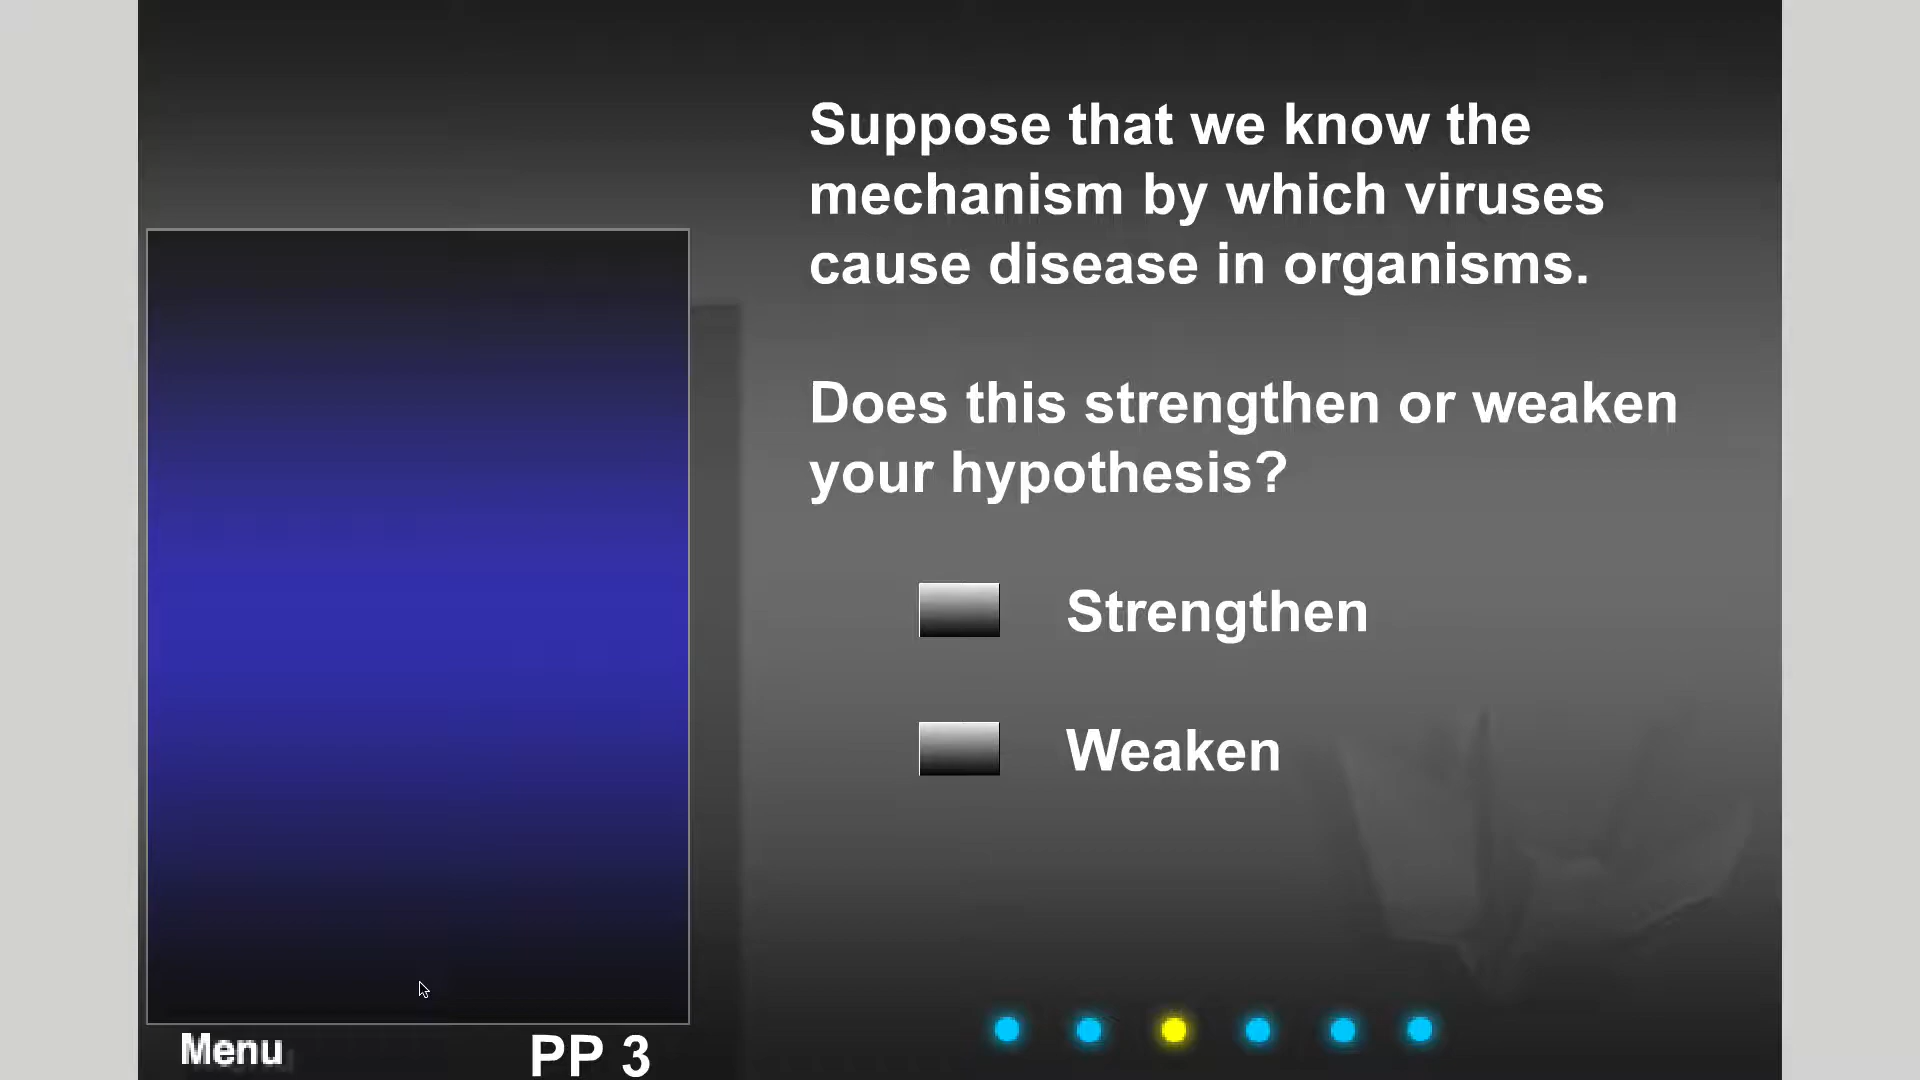 Suppose that we know the
mechanism by which viruses
cause disease in organisms.
Does this strengthen or weaken
your hypothesis?
Strengthen
Weaken
Menu
PP 3